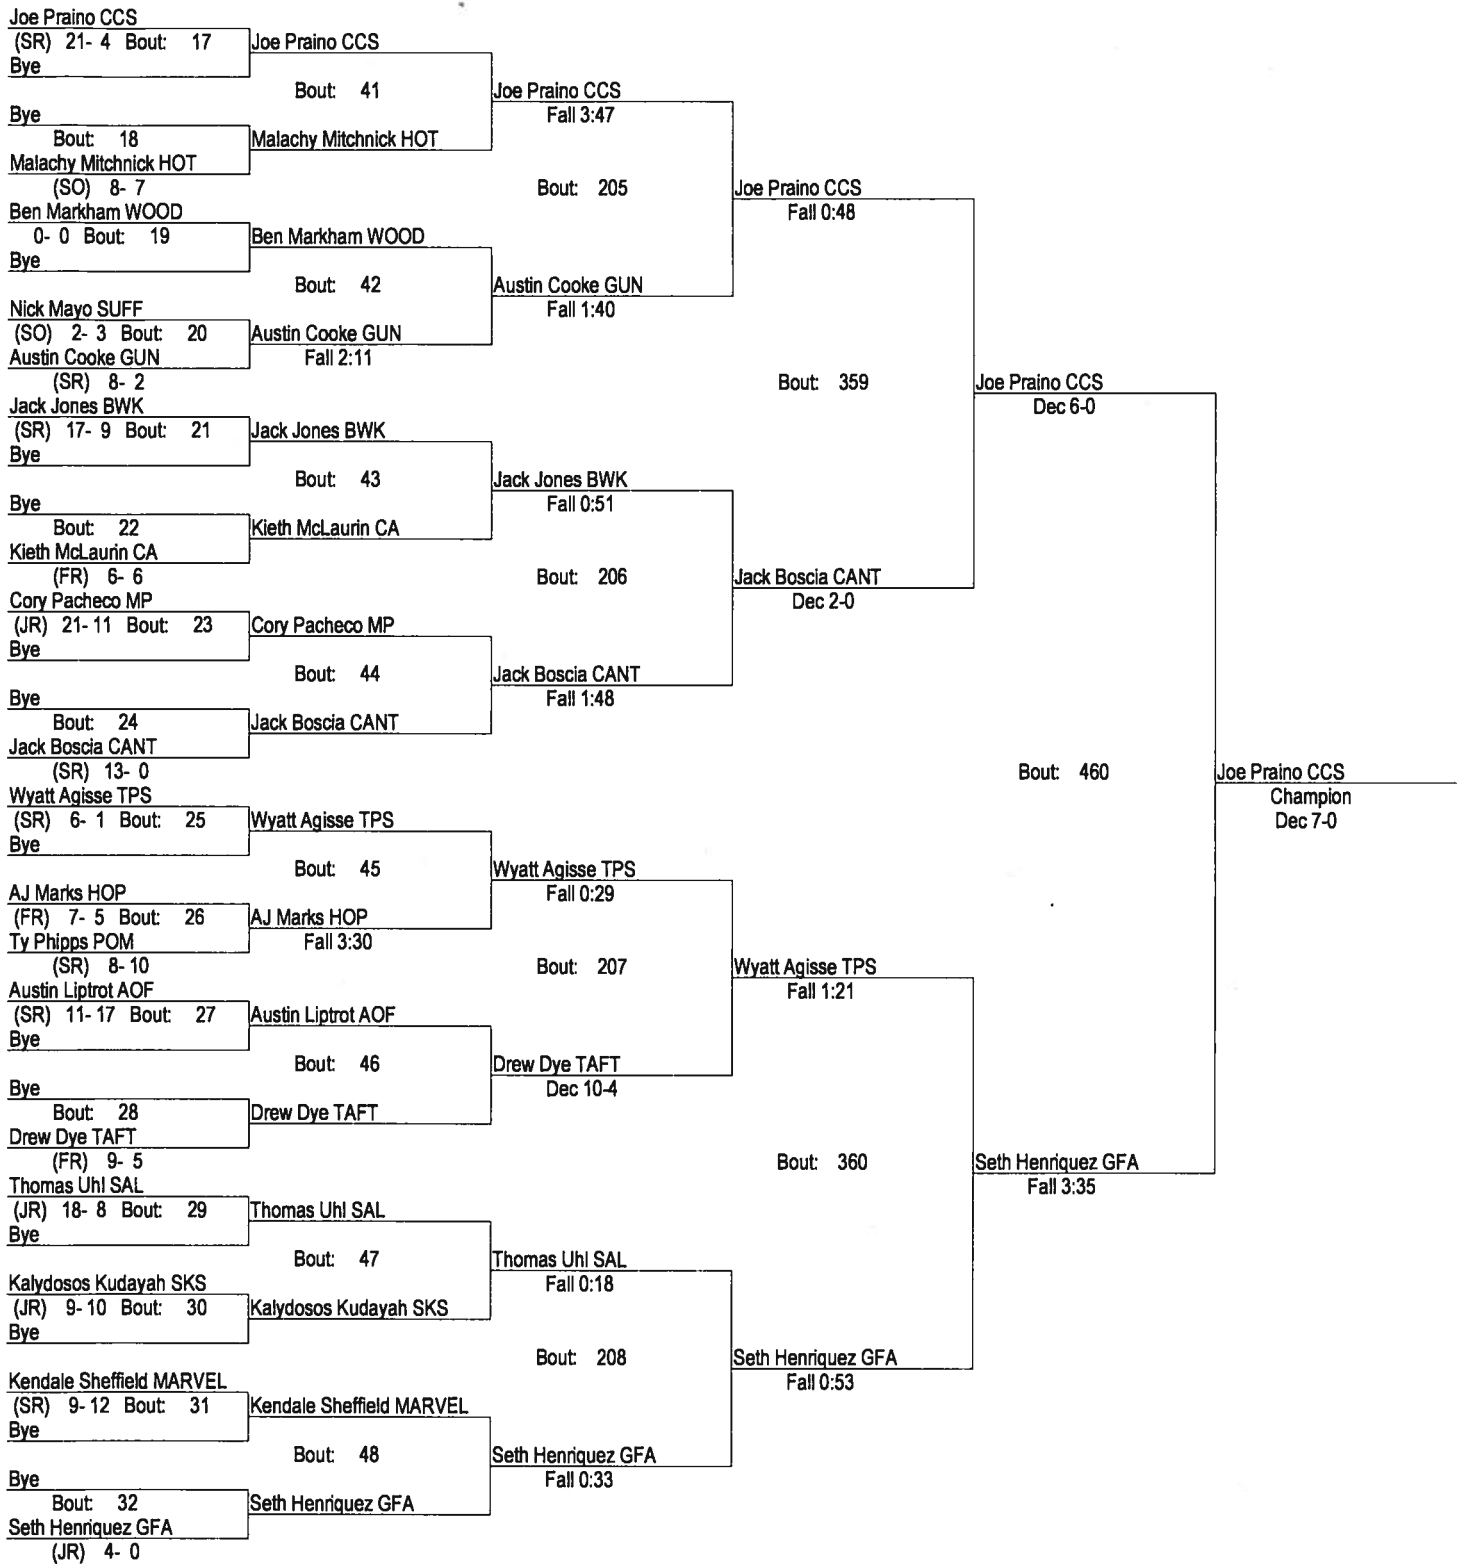 Joe Praino CCS
(SR) 21- 4 Bout: 17
Bye
Bye
Bout: 18
Malachy Mitchnick HOT
(SO) 8- 7
Ben Markham WOOD
0- 0 Bout: 19
Bye
Nick Mayo SUFF
(SO) 2- 3 Bout: 20
Austin Cooke GUN
(SR) 8- 2
Jack Jones BWK
(SR) 17- 9 Bout: 21
Bye
Bye
Bout: 22
Kieth McLaurin CA
(FR) 6- 6
Cory Pacheco MP
(JR) 21- 11 Bout: 23
Bye
Bye
Bout: 24
Jack Boscia CANT
(SR) 13- 0
Wyatt Agisse TPS
(SR) 6- 1 Bout: 25
Bye
AJ Marks HOP
(FR) 7- 5 Bout: 26
Ty Phipps POM
(SR) 8- 10
Austin Liptrot AOF
(SR) 11- 17 Bout: 27
Bye
Bye
Bout: 28
Drew Dye TAFT
(FR) 9- 5
Thomas Uhl SAL
(JR) 18- 8 Bout: 29
Bye
Kalydosos Kudayah SKS
(JR) 9- 10 Bout: 30
Bye
Kendale Sheffield MARVEL
(SR) 9- 12 Bout: 31
Bye
Bye
Bout: 32
Seth Henriquez GFA
(JR) 4- 0
Joe Praino CCS
Bout: 41
Malachy Mitchnick HOT
Ben Markham WOOD
Bout: 42
Austin Cooke GUN
Fall 2:11
Jack Jones BWK
Bout: 43
Kieth McLaurin CA
Cory Pacheco MP
Bout: 44
Jack Boscia CANT
Wyatt Agisse TPS
Bout: 45
AJ Marks HOP
Fall 3:30
Austin Liptrot AOF
Bout: 46
Drew Dye TAFT
Thomas Uhl SAL
Bout: 47
Kalydosos Kudayah SKS
Kendale Sheffield MARVEL
Bout: 48
Seth Henriquez GFA
Joe Praino CCS
Fall 3:47
Bout: 205
Austin Cooke GUN
Fall 1:40
Jack Jones BWK
Fall 0:51
Bout: 206
Jack Boscia CANT
Fall 1:48
Wyatt Agisse TPS
Fall 0:29
Bout: 207
Drew Dye TAFT
Dec 10-4
Thomas Uhl SAL
Fall 0:18
Bout: 208
Seth Henriquez GFA
Fall 0:33
Joe Praino CCS
Fall 0:48
Bout: 359
Jack Boscia CANT
Dec 2-0
Wyatt Agisse TPS
Fall 1:21
Bout: 360
Seth Henriquez GFA
Fall 0:53
Joe Praino CCS
Dec 6-0
Bout: 460
Seth Henriquez GFA
Fall 3:35
Joe Praino CCS
Champion
Dec 7-0